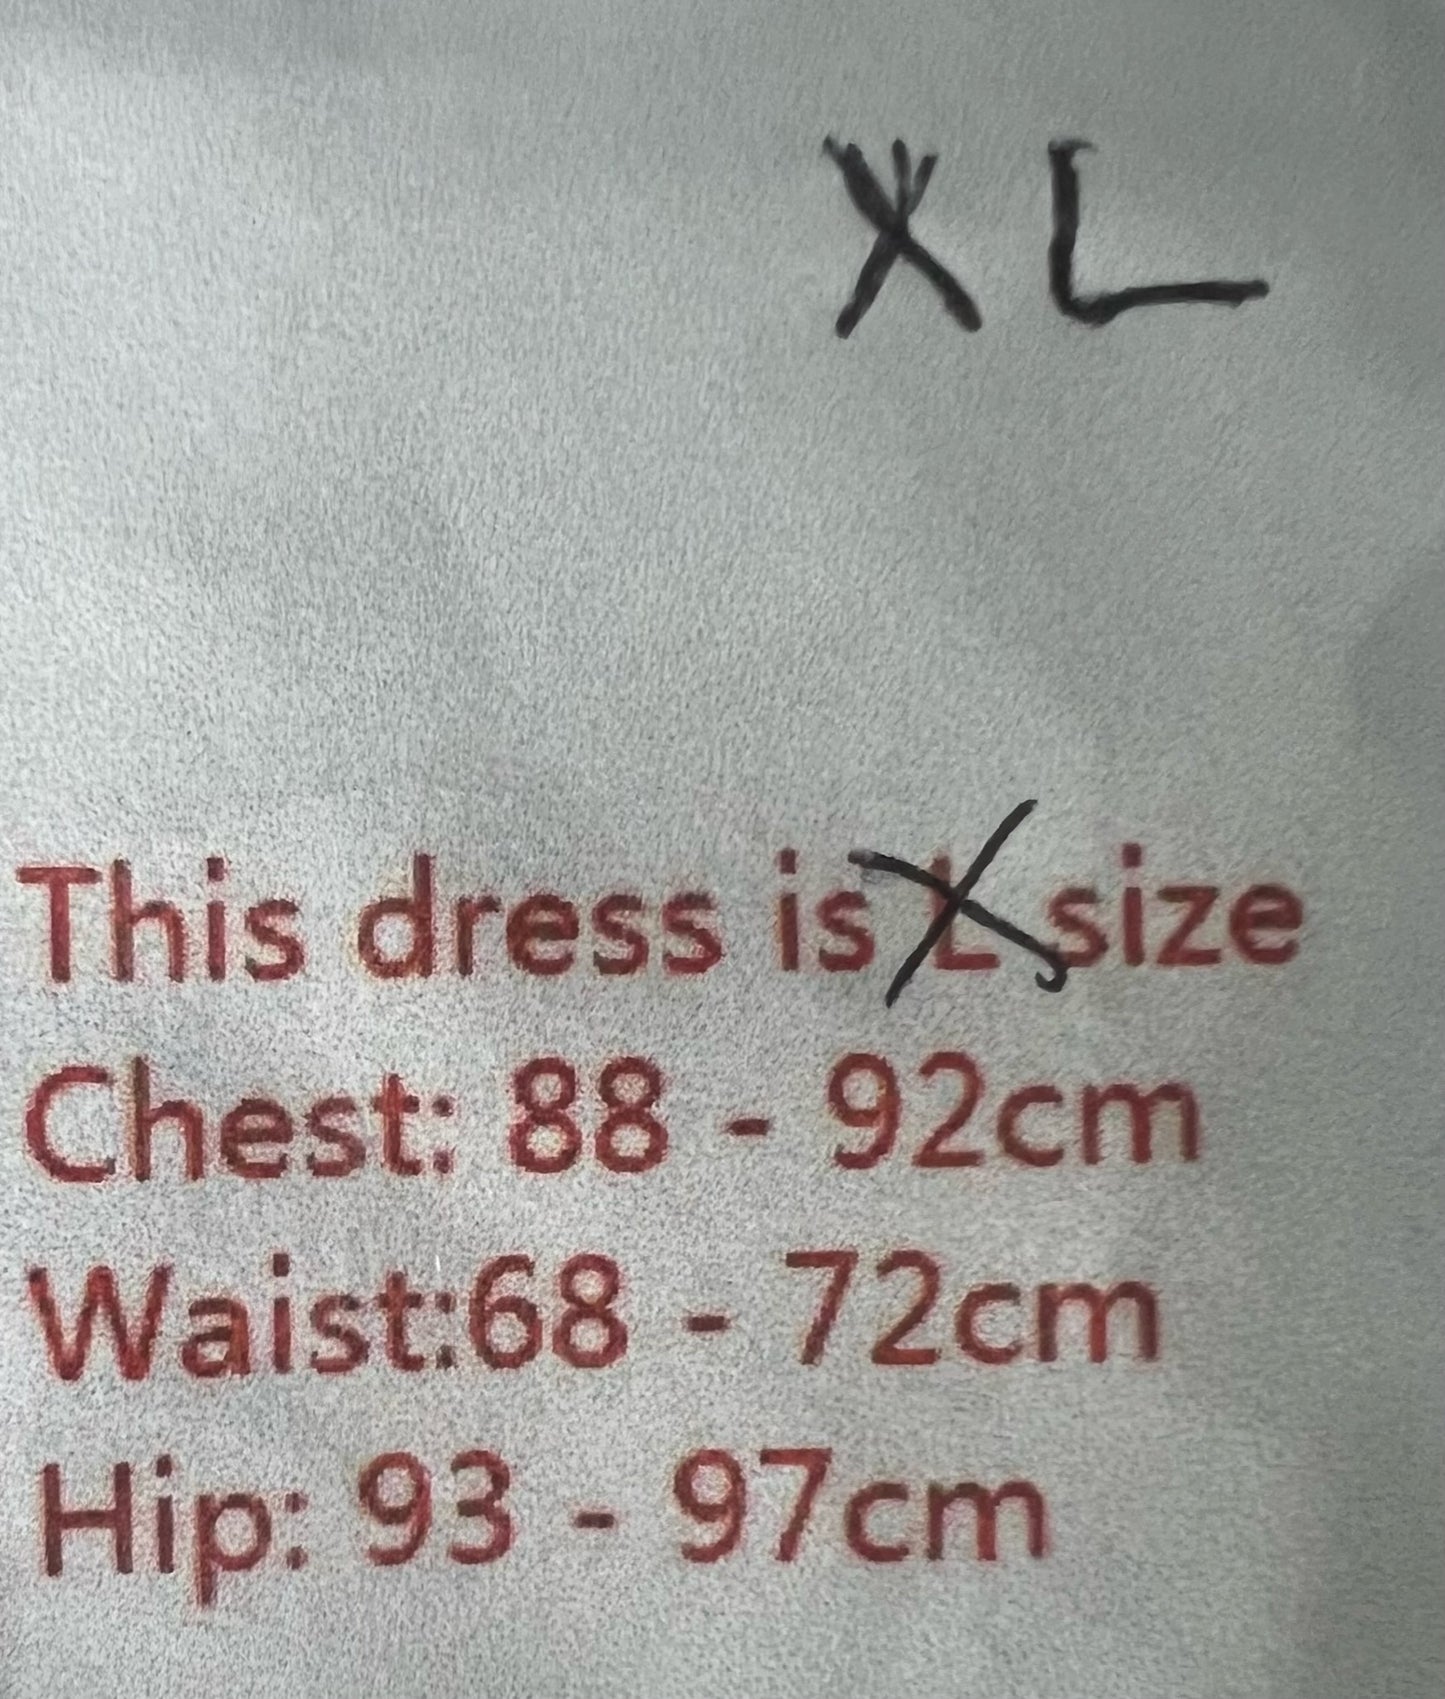 XL
This dress is L size
Chest: 88 - 92cm
Waist:68 - 72cm
Hip: 93 - 97cm